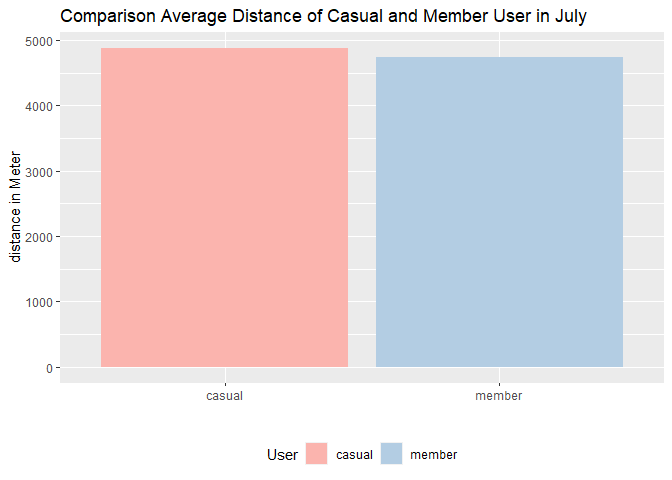 Comparison Average Distance of Casual and Member User in July
distance in Meter
5000
4000
3000
2000
1000
0
casual
member
User
casual
member